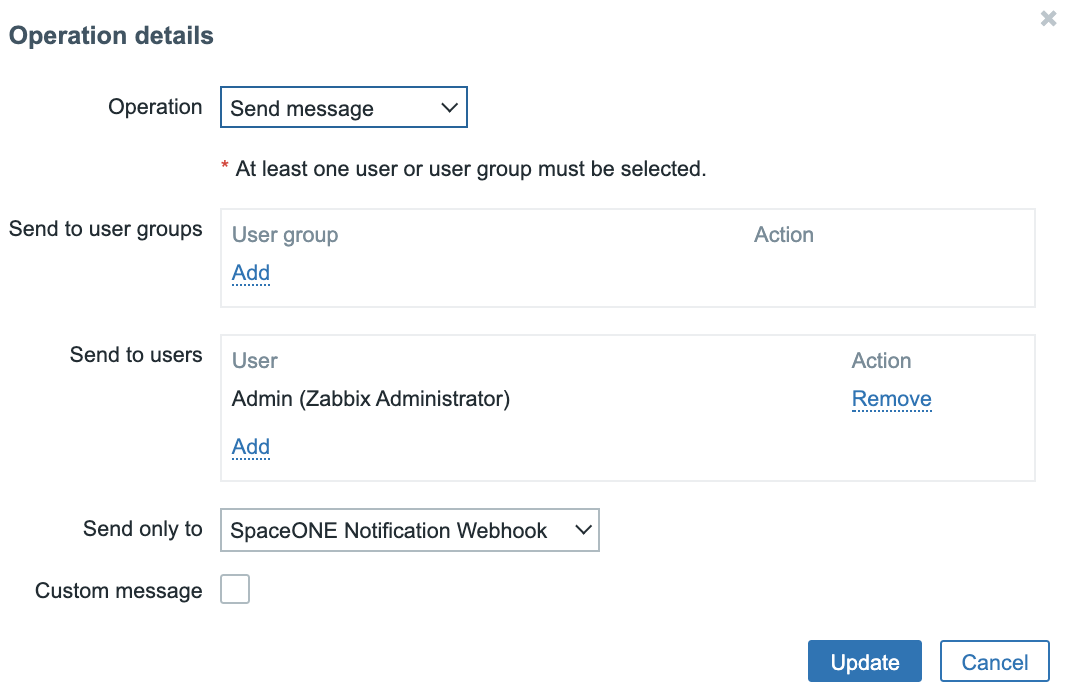 Operation details
Operation Send message
* At least one user or user group must be selected.
Send to user groups User group Action
Add
Send to users User Action
Admin (Zabbix Administrator) Remove
Add
Send only to SpaceONE Notification Webhook
Custom message
Update Cancel